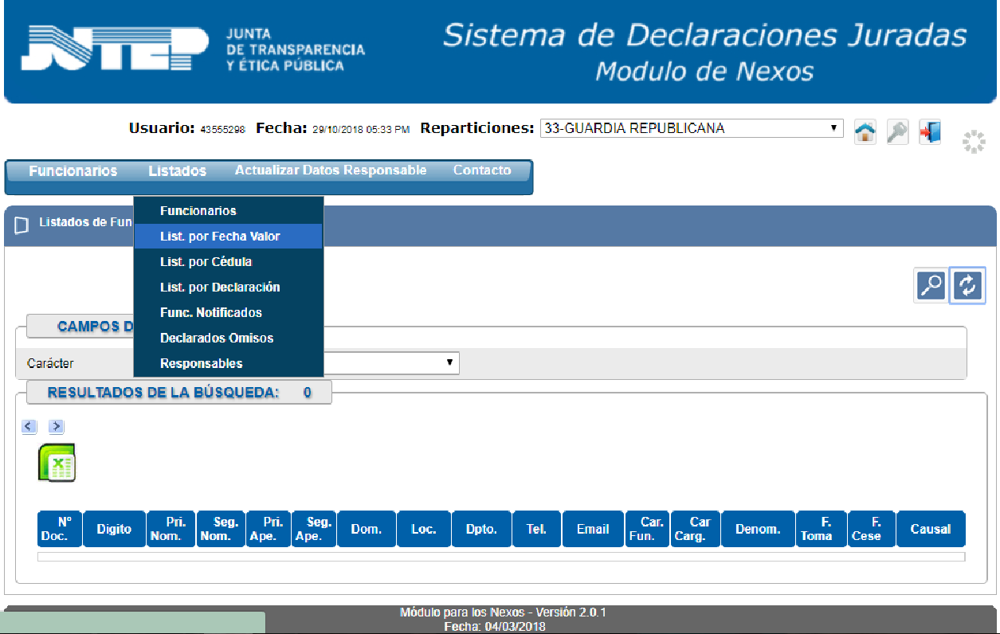 JUTEP
JUNTA
DE TRANSPARENCIA
Y ÉTICA PÚBLICA
Sistema de Declaraciones Juradas
Modulo de Nexos
Usuario: 43555298 Fecha: 29/10/2018 05:33 PM Reparticiones: 33-GUARDIA REPUBLICANA
Funcionarios Listados Actualizar Datos Responsable Contacto
Listados de Fun
Funcionarios
List. por Fecha Valor
List. por Cédula
List. por Declaración
Func. Notificados
Declarados Omisos
Responsables
CAMPOS D
Carácter
RESULTADOS DE LA BÚSQUEDA: 0
< >
N° Doc. Digito Pri. Nom. Seg. Nom. Pri. Ape. Seg. Ape. Dom. Loc. Dpto. Tel. Email Car. Fun. Car Carg. Denom. F. Toma F. Cese Causal
Módulo para los Nexos - Versión 2.0.1
Fecha: 04/03/2018